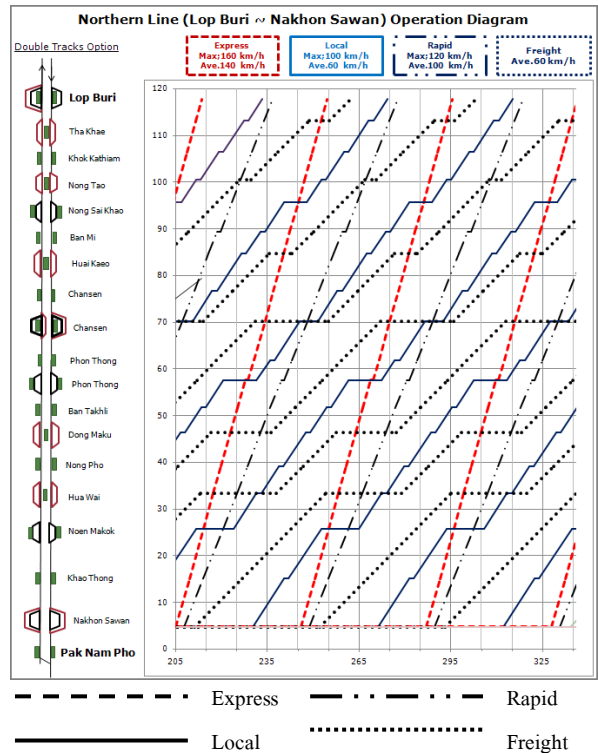 Northern Line (Lop Buri ~ Nakhon Sawan) Operation Diagram
Double Tracks Option
Express
Max;160 km/h
Ave.140 km/h
Local
Max;100 km/h
Ave.60 km/h
Rapid
Max;120 km/h
Ave.100 km/h
Freight
Ave.60 km/h
Lop Buri
Tha Khae
Khok Kathiam
Nong Tao
Nong Sai Khao
Ban Mi
Huai Kaeo
Chansen
Chansen
Phon Thong
Phon Thong
Ban Takhli
Dong Maku
Nong Pho
Hua Wai
Noen Makok
Khao Thong
Nakhon Sawan
Pak Nam Pho
120
110
100
90
80
70
60
50
40
30
20
10
0
205 235 265 295 325
Express Rapid
Local Freight